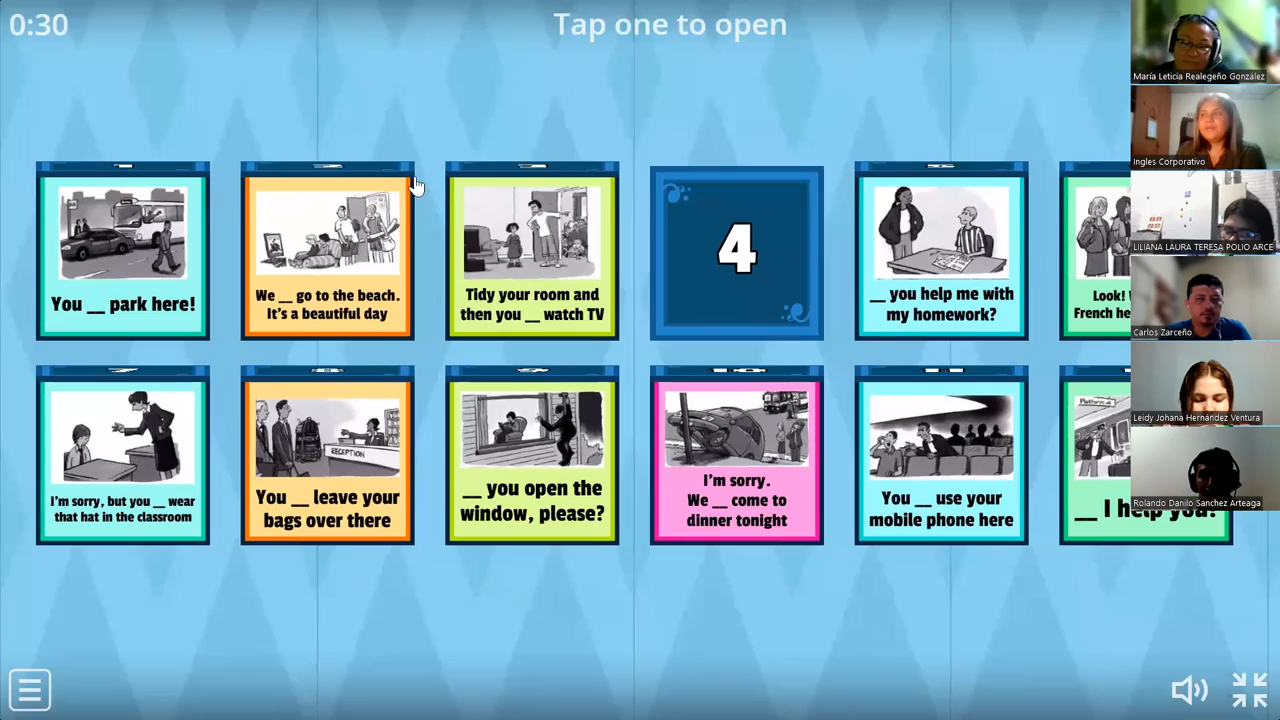 0:30
Tap one to open
You __ park here!
We __ go to the beach.
It's a beautiful day
Tidy your room and
then you __ watch TV
4
__ you help me with
my homework?
Look!
French he
I'm sorry, but you __ wear
that hat in the classroom
RECEPTION
You __ leave your
bags over there
__ you open the
window, please?
I'm sorry.
We __ come to
dinner tonight
You __ use your
mobile phone here
Platform 4
__ I help you?
María Leticia Realegeño González
Ingles Corporativo
LILIANA LAURA TERESA POLIO ARCE
Carlos Zarceño
Leidy Johana Hernández Ventura
Rolando Danilo Sanchez Arteaga